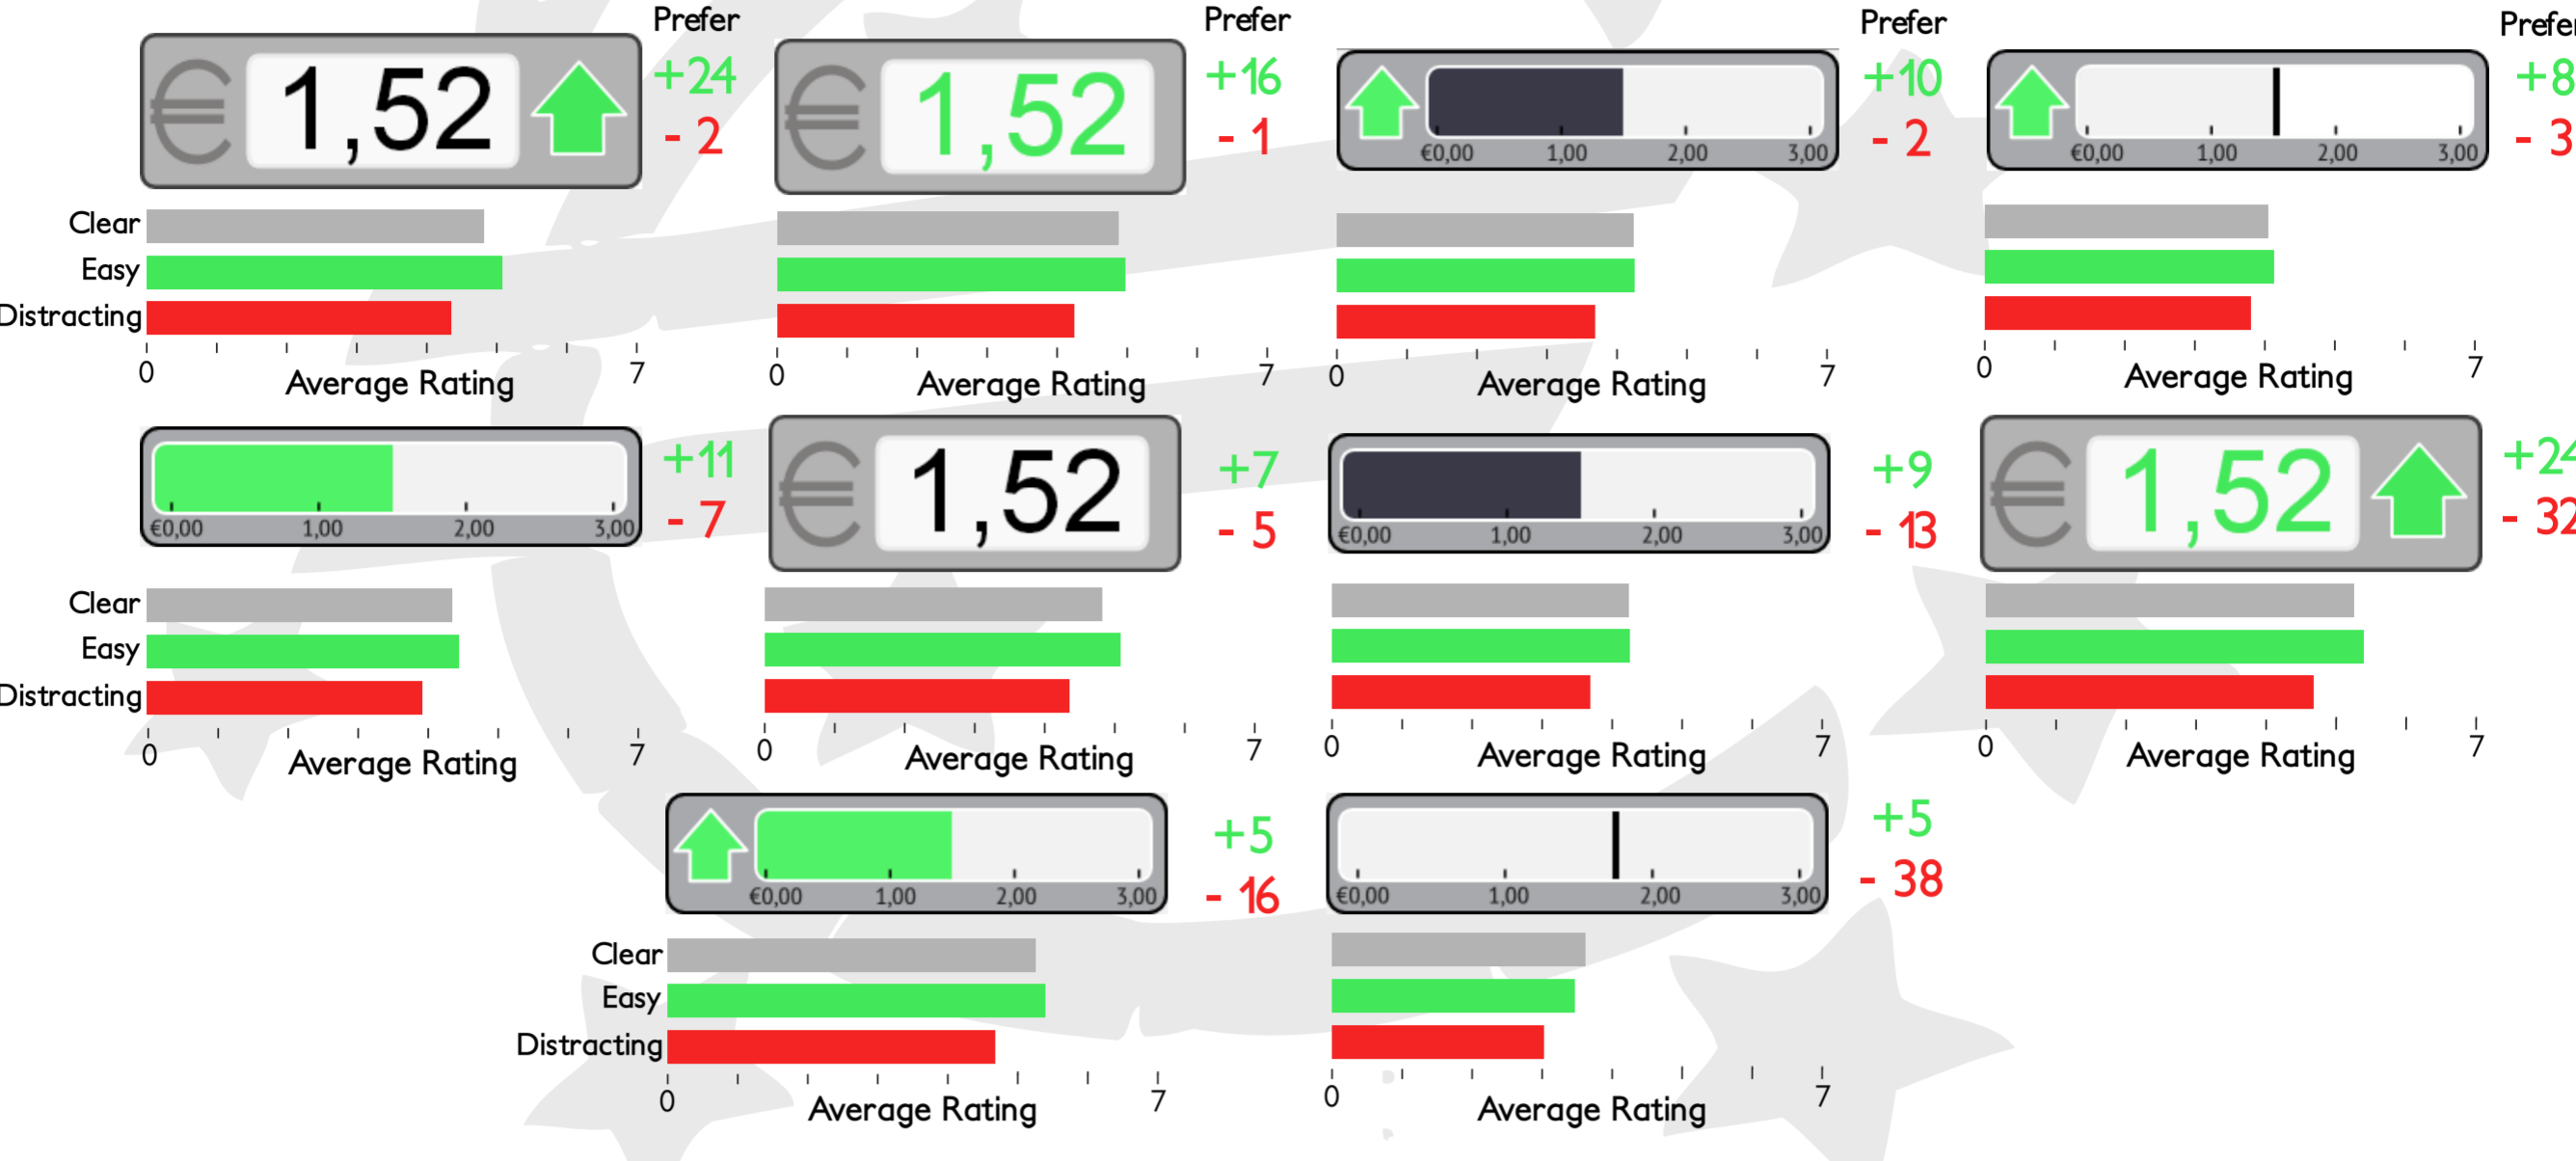 Prefer Prefer Prefer Prefer
€ 1,52 +24 € 1,52 +16 +10 +8
- 2 - 1 - 2 - 3
€0,00 1,00 2,00 3,00 €0,00 1,00 2,00 3,00
Clear
Easy
Distracting
0 7 0 7 0 7 0 7
Average Rating Average Rating Average Rating Average Rating
+11 € 1,52 +7 +9 € 1,52 +24
- 7 - 5 - 13 - 32
€0,00 1,00 2,00 3,00 €0,00 1,00 2,00 3,00
Clear
Easy
Distracting
0 7 0 7 0 7 0 7
Average Rating Average Rating Average Rating Average Rating
+5 +5
- 16 - 38
€0,00 1,00 2,00 3,00 €0,00 1,00 2,00 3,00
Clear
Easy
Distracting
0 7 0 7
Average Rating Average Rating